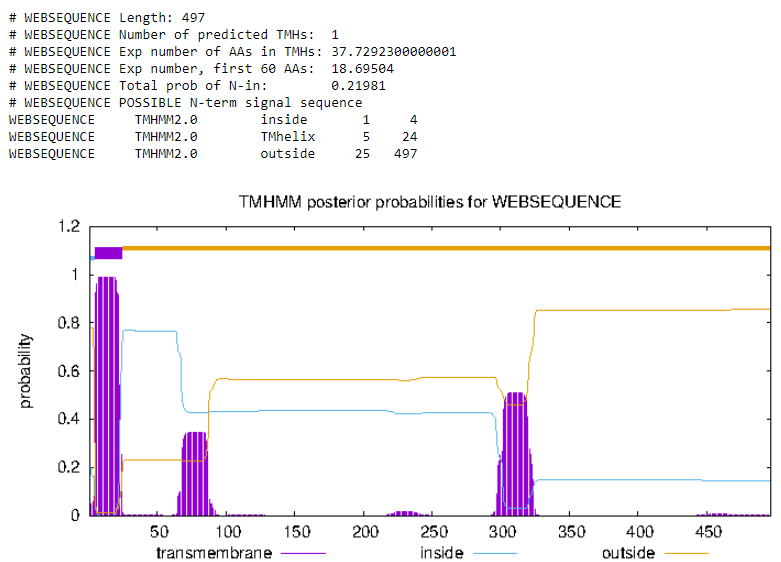 # WEBSEQUENCE Length: 497
# WEBSEQUENCE Number of predicted TMHs:  1
# WEBSEQUENCE Exp number of AAs in TMHs: 37.7292300000001
# WEBSEQUENCE Exp number, first 60 AAs:  18.69504
# WEBSEQUENCE Total prob of N-in:        0.21981
# WEBSEQUENCE POSSIBLE N-term signal sequence
WEBSEQUENCE TMHMM2.0 inside 1 4
WEBSEQUENCE TMHMM2.0 TMhelix 5 24
WEBSEQUENCE TMHMM2.0 outside 25 497
TMHMM posterior probabilities for WEBSEQUENCE
1.2
1
0.8
0.6
0.4
0.2
0
probability
50 100 150 200 250 300 350 400 450
transmembrane inside outside